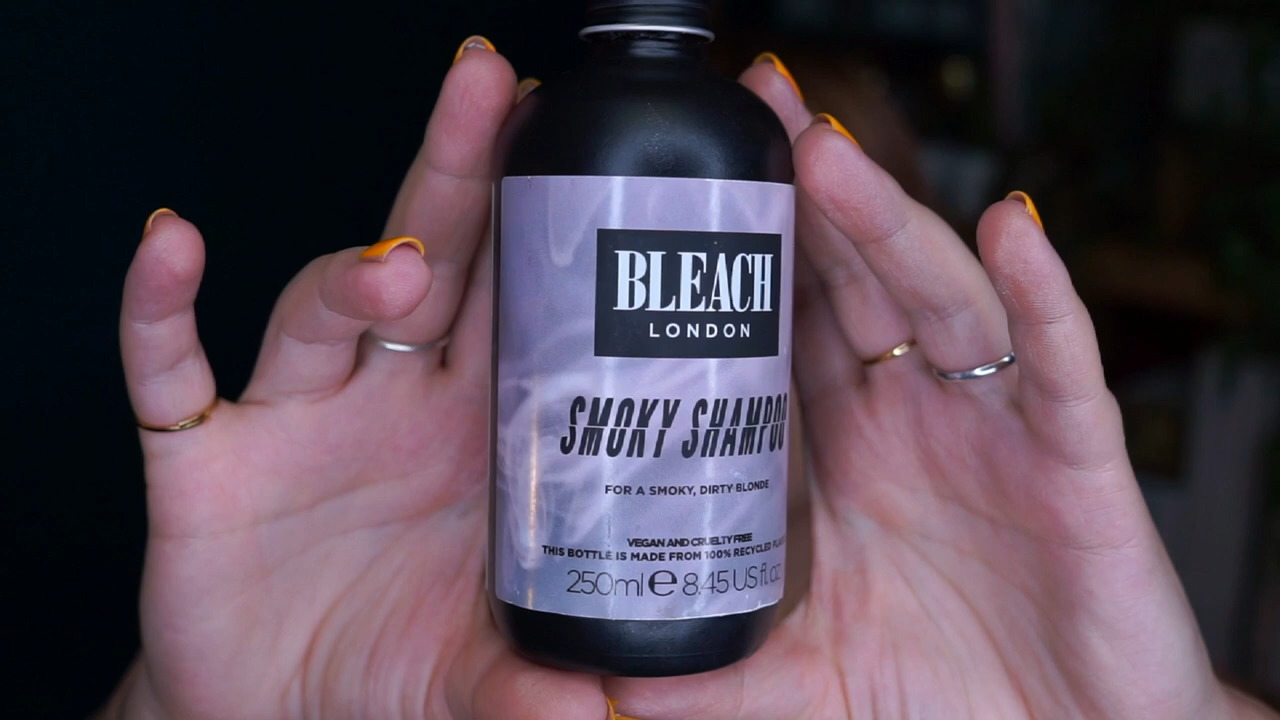 BLEACH
LONDON
SMOKY SHAMPOO
FOR A SMOKY, DIRTY BLONDE
VEGAN AND CRUELTY FREE
THIS BOTTLE IS MADE FROM 100% RECYCLED
250ml e 8.45 US fl. oz